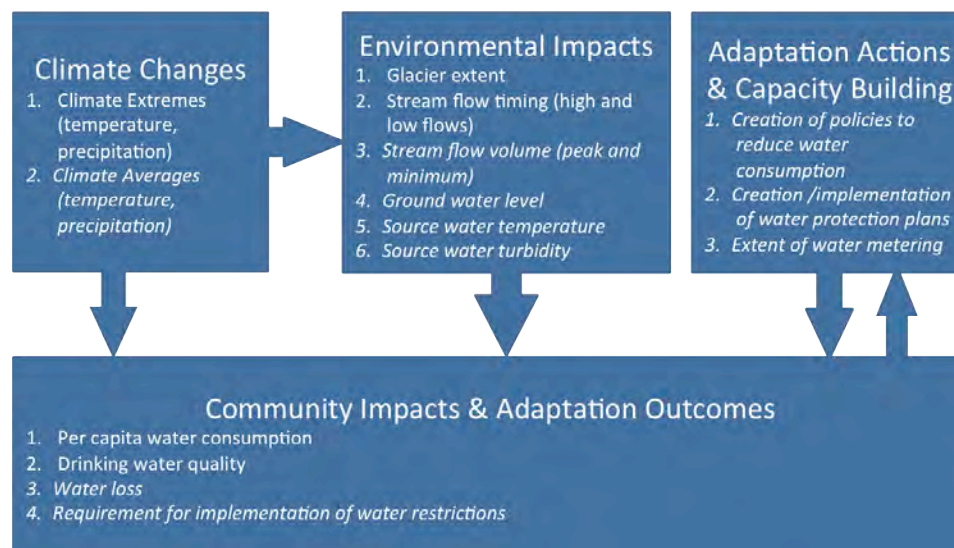 Climate Changes
1. Climate Extremes
(temperature,
precipitation)
2. Climate Averages
(temperature,
precipitation)
Environmental Impacts
1. Glacier extent
2. Stream flow timing (high and
low flows)
3. Stream flow volume (peak and
minimum)
4. Ground water level
5. Source water temperature
6. Source water turbidity
Adaptation Actions
& Capacity Building
1. Creation of policies to
reduce water
consumption
2. Creation /implementation
of water protection plans
3. Extent of water metering
Community Impacts & Adaptation Outcomes
1. Per capita water consumption
2. Drinking water quality
3. Water loss
4. Requirement for implementation of water restrictions